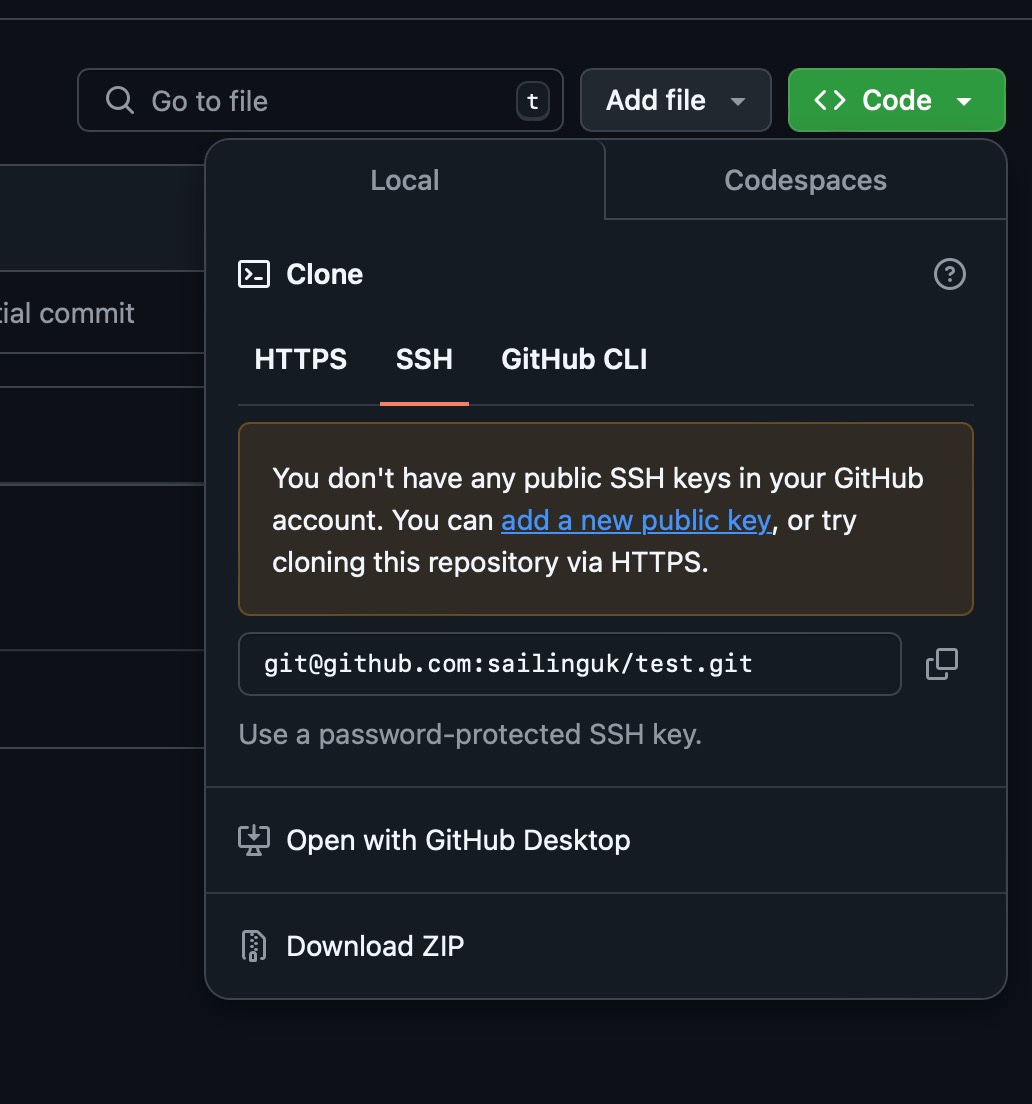 Go to file
t
Add file
<> Code
Local
Codespaces
Clone
tial commit
HTTPS
SSH
GitHub CLI
You don't have any public SSH keys in your GitHub
account. You can add a new public key, or try
cloning this repository via HTTPS.
git@github.com:sailinguk/test.git
Use a password-protected SSH key.
Open with GitHub Desktop
Download ZIP